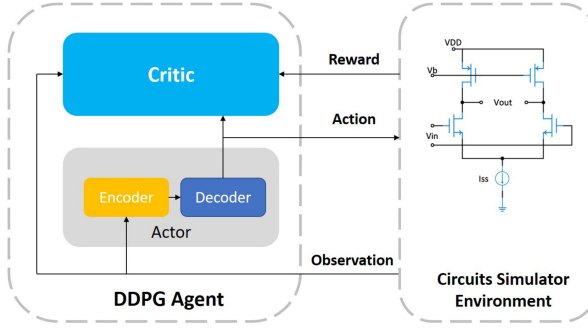 Critic
Encoder
Decoder
Actor
DDPG Agent
Reward
Action
Observation
VDD
Vb
Vout
Vin
Iss
Circuits Simulator
Environment